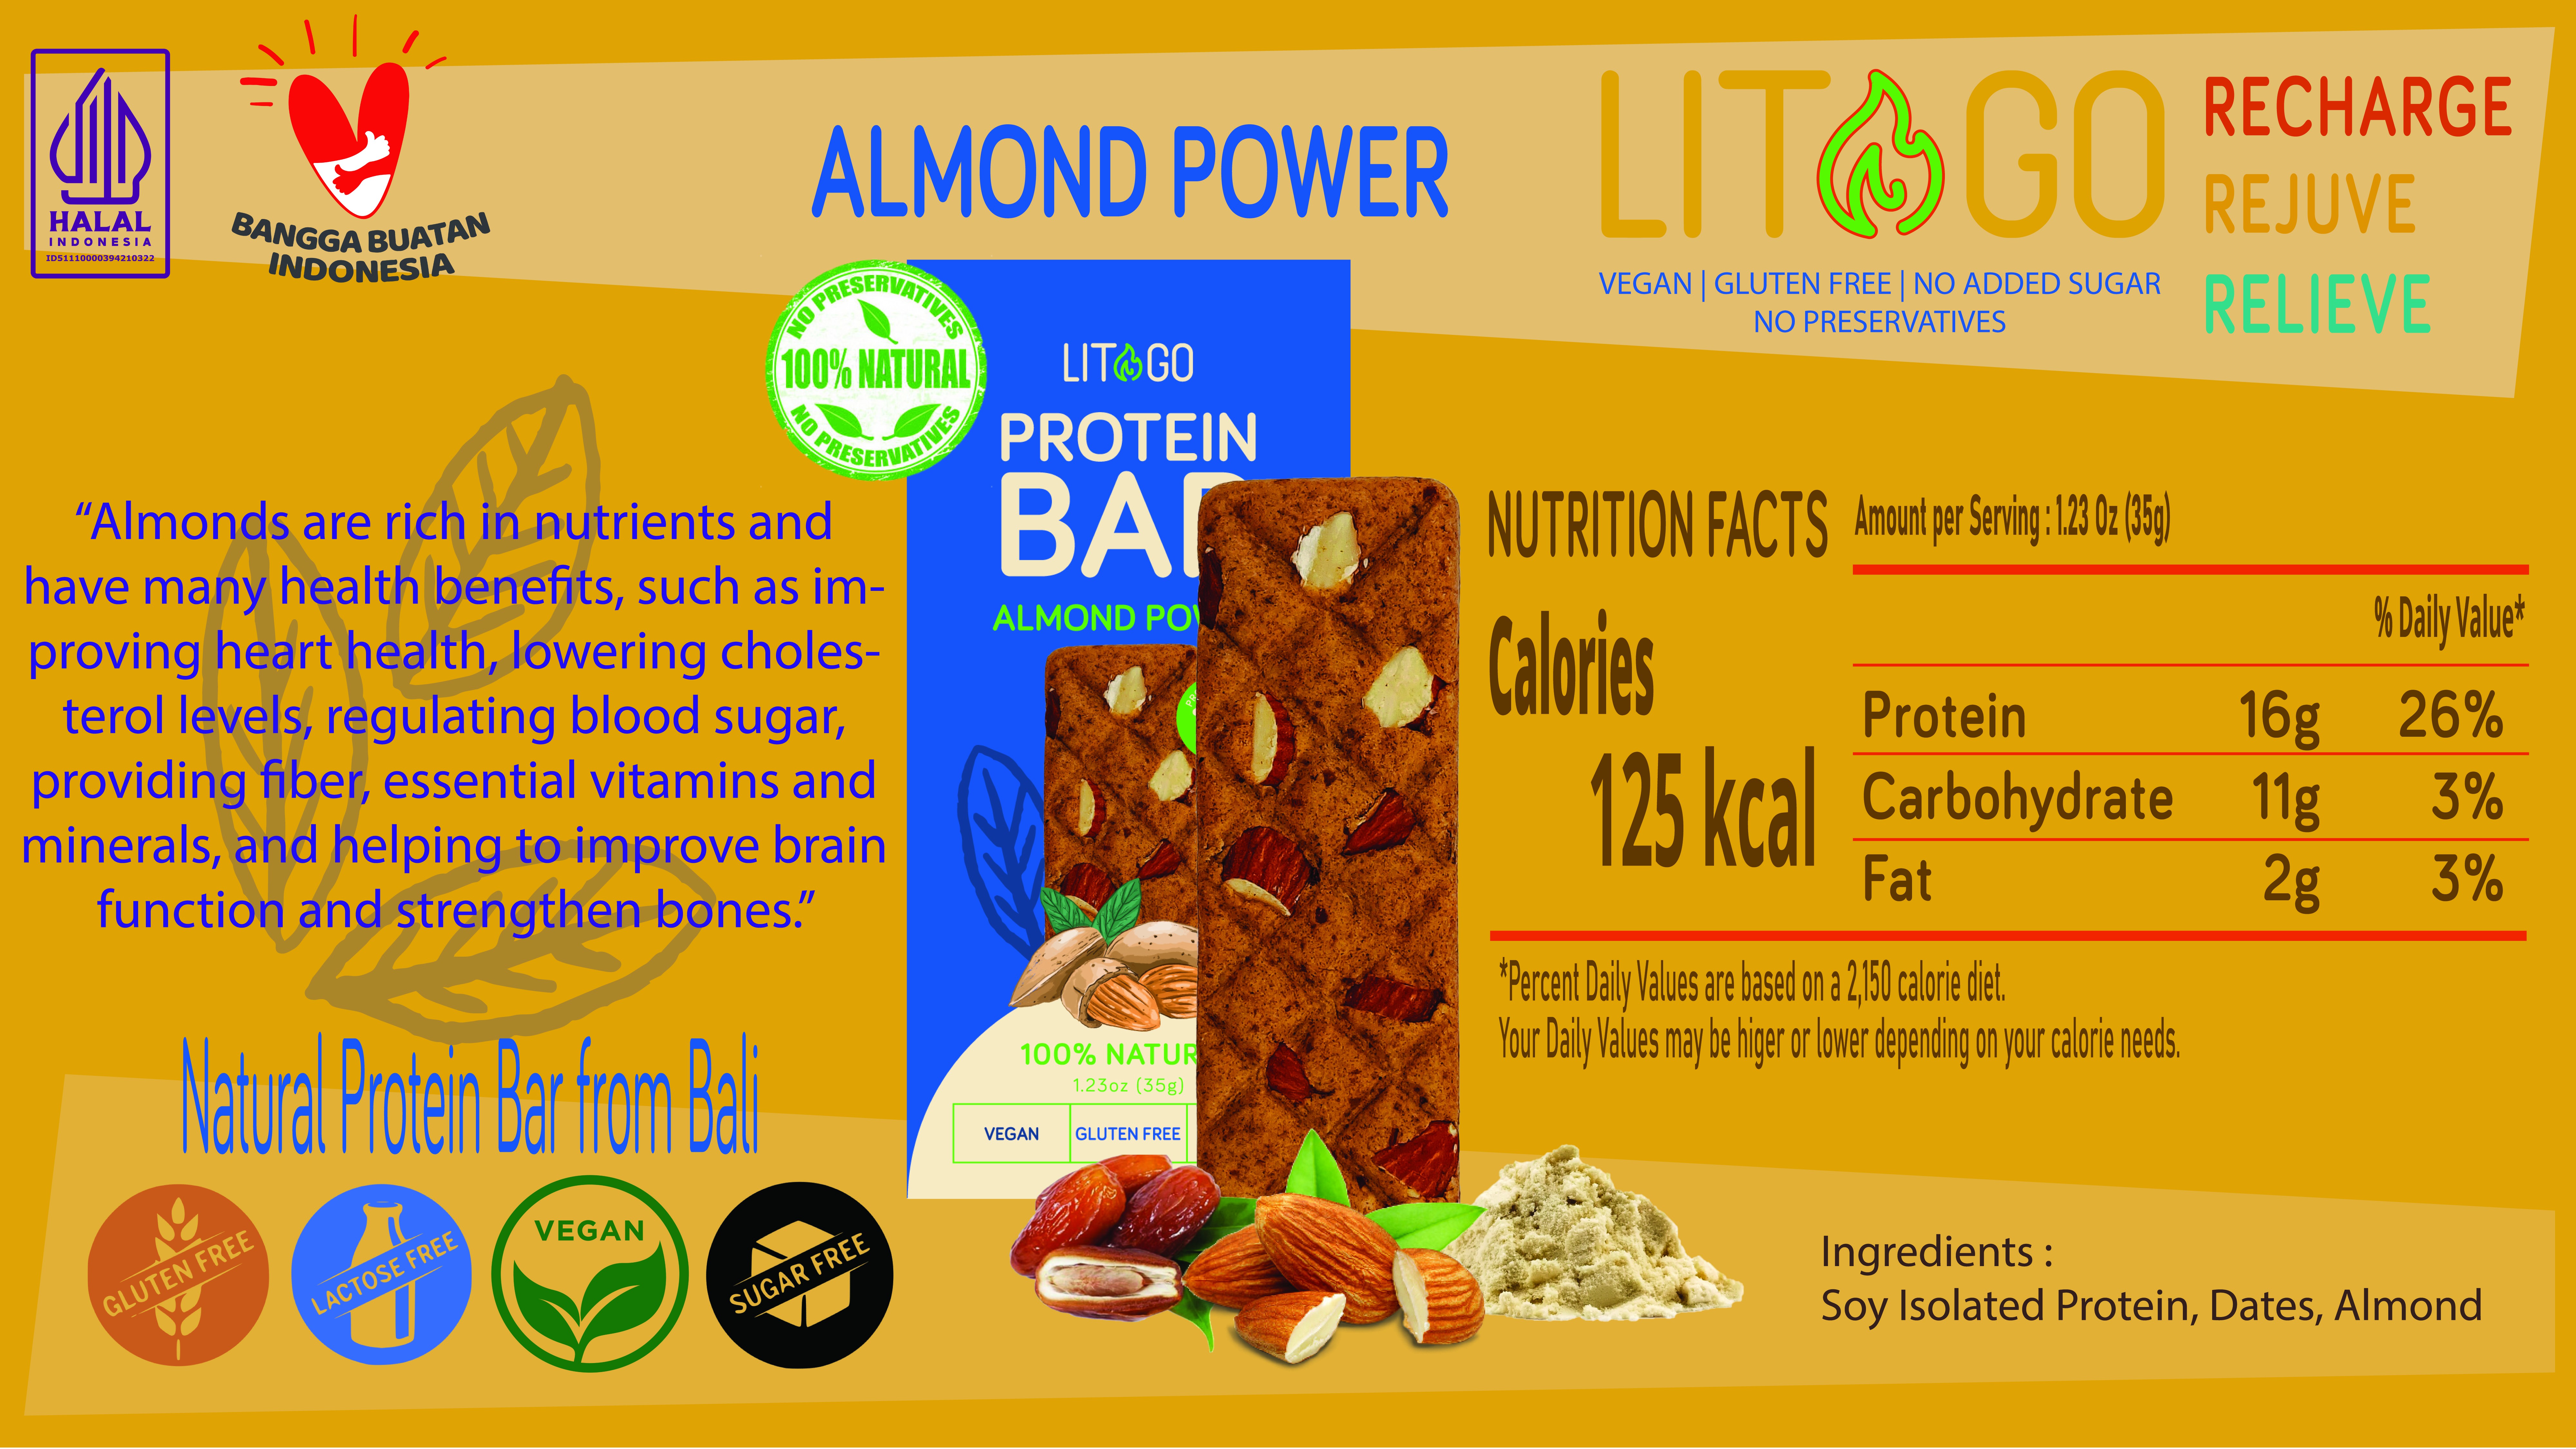 HALAL
INDONESIA
ID51110000394210322
BANGGA BUATAN
INDONESIA
ALMOND POWER
LIT GO
VEGAN | GLUTEN FREE | NO ADDED SUGAR
NO PRESERVATIVES
RECHARGE
REJUVE
RELIEVE
NO PRESERVATIVES
100% NATURAL
NO PRESERVATIVES
LIT GO
PROTEIN
BAR
ALMOND POW
100% NATUR
1.23oz (35g)
VEGAN
GLUTEN FREE
“Almonds are rich in nutrients and
have many health benefits, such as im-
proving heart health, lowering choles-
terol levels, regulating blood sugar,
providing fiber, essential vitamins and
minerals, and helping to improve brain
function and strengthen bones.”
Natural Protein Bar from Bali
GLUTEN FREE
LACTOSE FREE
VEGAN
SUGAR FREE
NUTRITION FACTS
Amount per Serving : 1.23 Oz (35g)
Calories
125 kcal
% Daily Value*
Protein 16g 26%
Carbohydrate 11g 3%
Fat 2g 3%
*Percent Daily Values are based on a 2,150 calorie diet.
Your Daily Values may be higer or lower depending on your calorie needs.
Ingredients :
Soy Isolated Protein, Dates, Almond